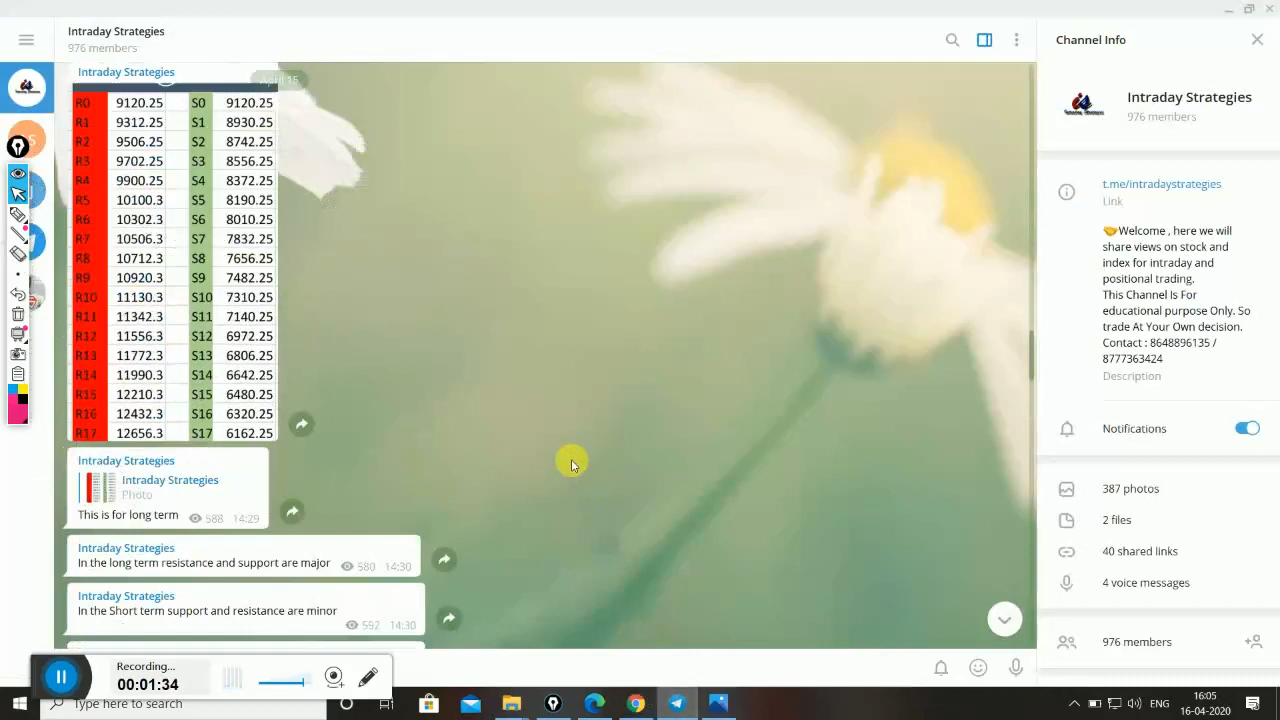 Intraday Strategies
976 members
Channel Info
Intraday Strategies
976 members
t.me/intradaystrategies
Link
🤝Welcome , here we will
share views on stock and
index for intraday and
positional trading.
This Channel Is For
educational purpose Only. So
trade At Your Own decision.
Contact : 8648896135 /
8777363424
Description
Notifications
387 photos
2 files
40 shared links
4 voice messages
976 members
Intraday Strategies
April 15
R0 9120.25 S0 9120.25
R1 9312.25 S1 8930.25
R2 9506.25 S2 8742.25
R3 9702.25 S3 8556.25
R4 9900.25 S4 8372.25
R5 10100.3 S5 8190.25
R6 10302.3 S6 8010.25
R7 10506.3 S7 7832.25
R8 10712.3 S8 7656.25
R9 10920.3 S9 7482.25
R10 11130.3 S10 7310.25
R11 11342.3 S11 7140.25
R12 11556.3 S12 6972.25
R13 11772.3 S13 6806.25
R14 11990.3 S14 6642.25
R15 12210.3 S15 6480.25
R16 12432.3 S16 6320.25
R17 12656.3 S17 6162.25
Intraday Strategies
Intraday Strategies
Photo
This is for long term 588 14:29
Intraday Strategies
In the long term resistance and support are major 580 14:30
Intraday Strategies
In the Short term support and resistance are minor
592 14:30
Recording...
00:01:34
Type here to search
ENG
16:05
16-04-2020